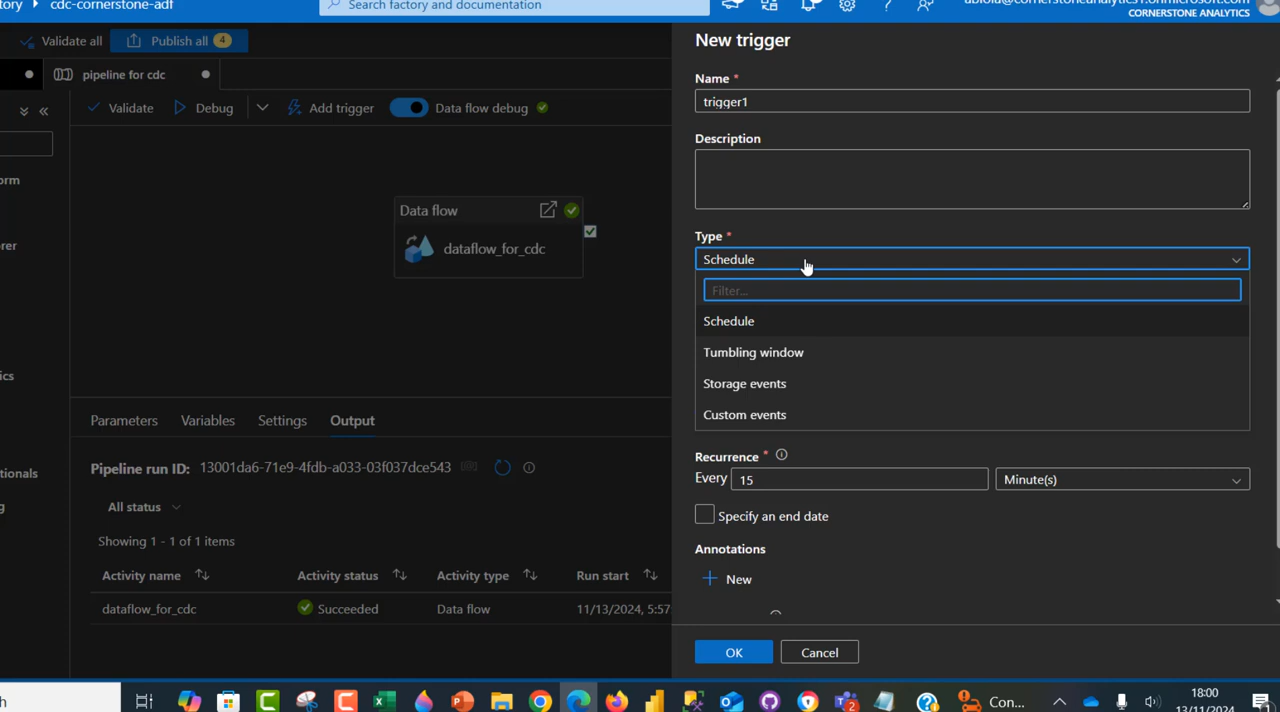 ory cdc-cornerstone-adf
Search factory and documentation
CORNERSTONE ANALYTICS
Validate all Publish all 4
pipeline for cdc
Validate Debug Add trigger Data flow debug
Data flow
dataflow_for_cdc
orm
rer
ics
tionals
Parameters Variables Settings Output
Pipeline run ID: 13001da6-71e9-4fdb-a033-03f037dce543
All status
Showing 1 - 1 of 1 items
Activity name Activity status Activity type Run start
dataflow_for_cdc Succeeded Data flow 11/13/2024, 5:57
New trigger
Name *
trigger1
Description
Type *
Schedule
Filter...
Schedule
Tumbling window
Storage events
Custom events
Recurrence *
Every 15 Minute(s)
Specify an end date
Annotations
New
OK Cancel
h
2
Con...
18:00
13/11/2024